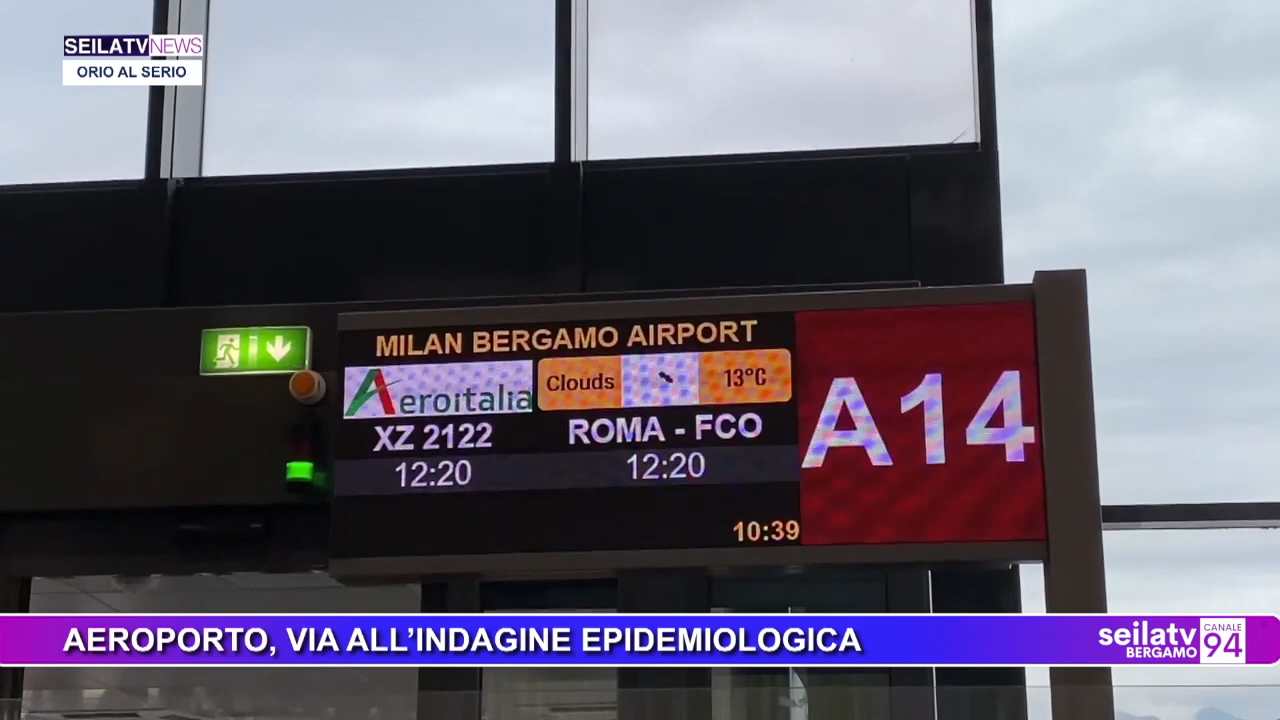 SEILATVNEWS
ORIO AL SERIO
MILAN BERGAMO AIRPORT
Aeroitalia
Clouds 13°C
XZ 2122 ROMA - FCO
12:20 12:20
10:39
A14
AEROPORTO, VIA ALL’INDAGINE EPIDEMIOLOGICA
seilatv
BERGAMO
CANALE
94